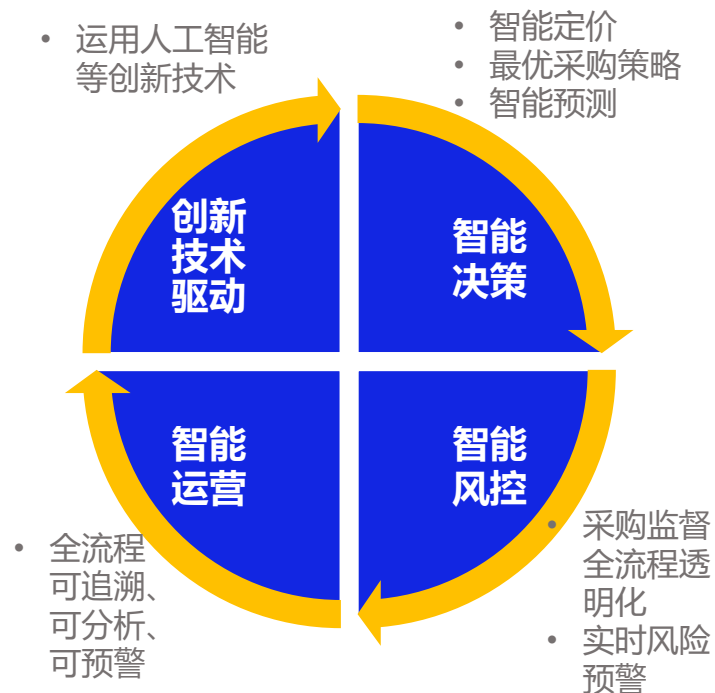 • 运用人工智能
等创新技术
• 智能定价
• 最优采购策略
• 智能预测
创新
技术
驱动
智能
决策
智能
运营
智能
风控
• 全流程
可追溯、
可分析、
可预警
• 采购监督
全流程透
明化
• 实时风险
预警